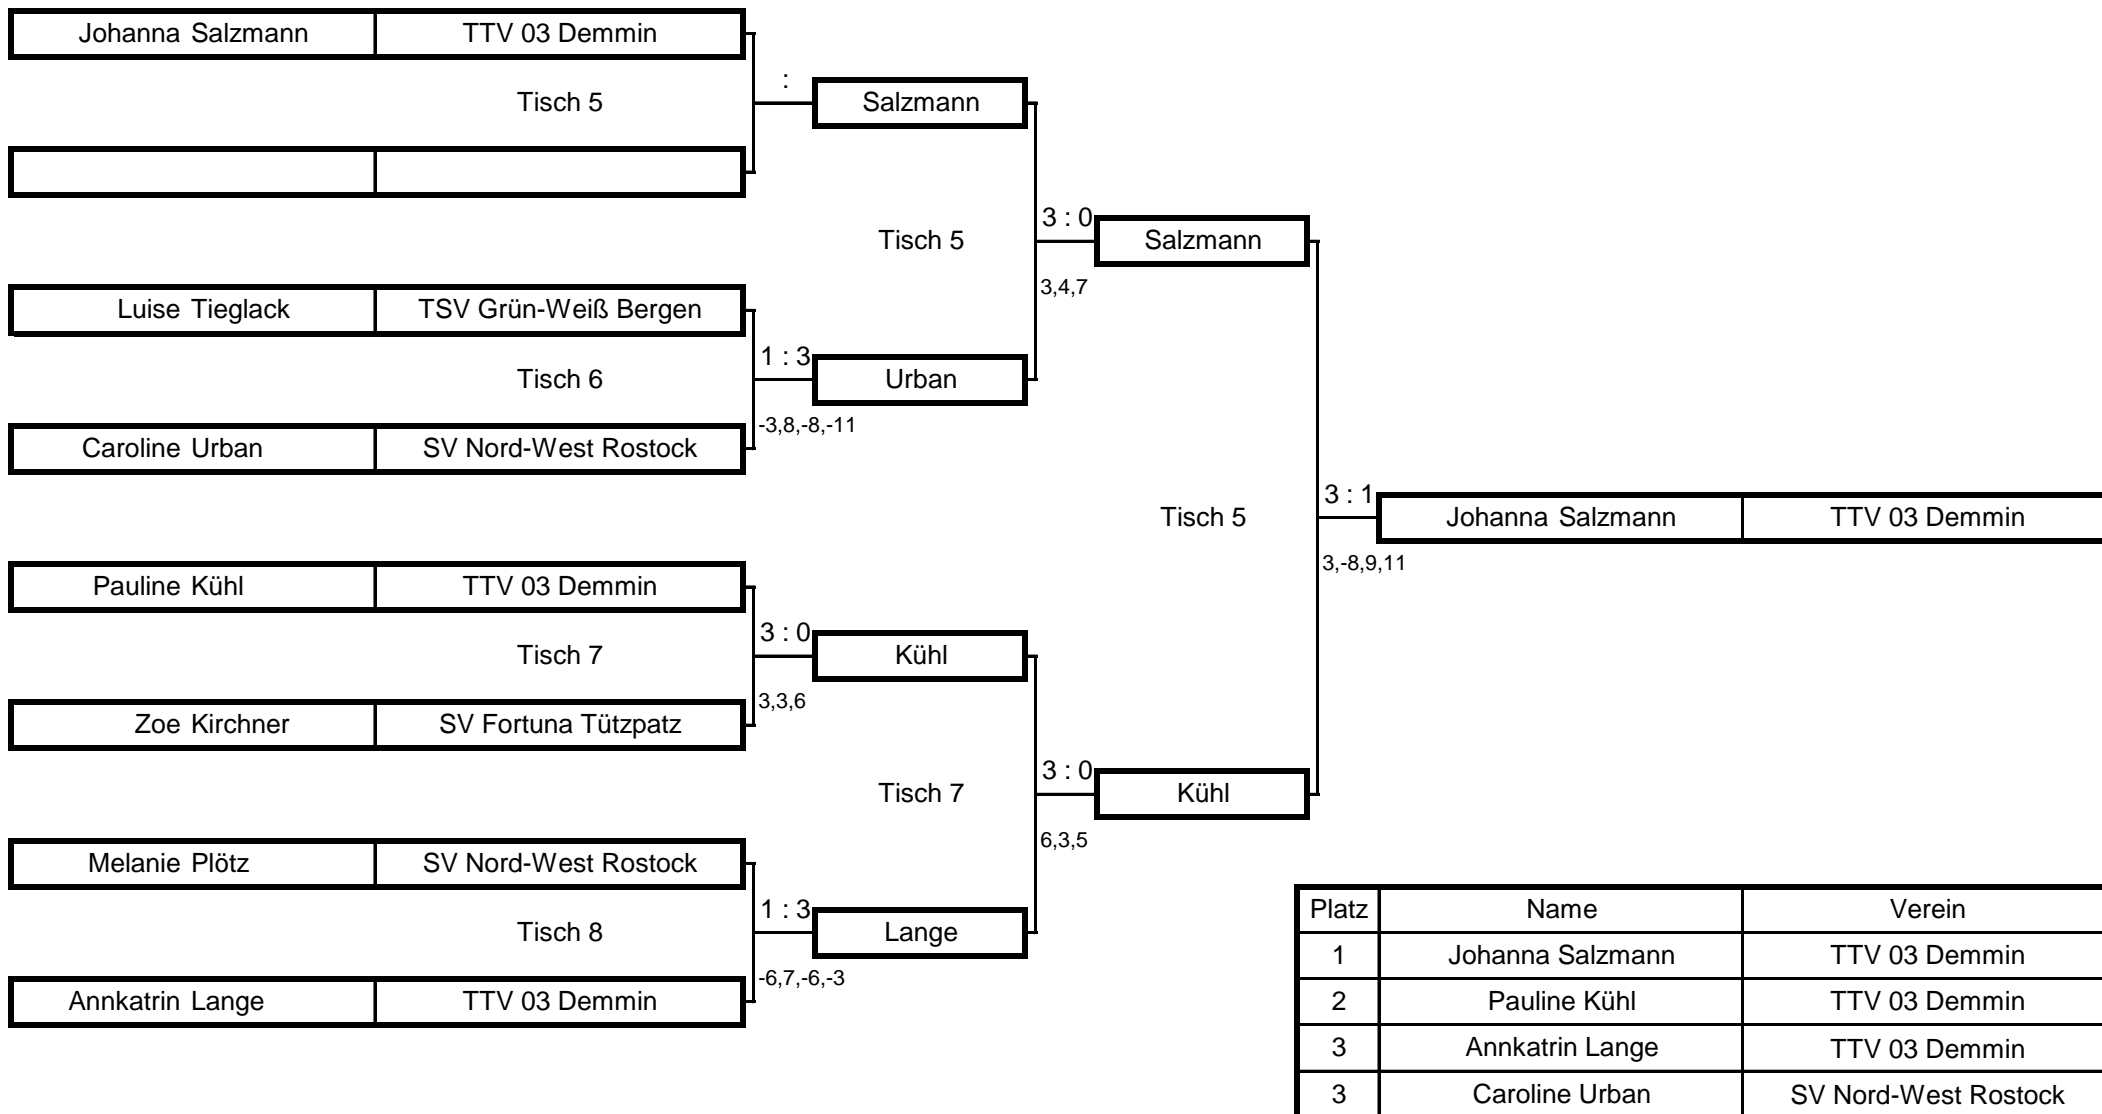 Johanna Salzmann TTV 03 Demmin
:
Tisch 5 Salzmann
3 : 0
Tisch 5 Salzmann
3,4,7
Luise Tieglack TSV Grün-Weiß Bergen
1 : 3
Tisch 6 Urban
-3,8,-8,-11
Caroline Urban SV Nord-West Rostock
3 : 1
Tisch 5 Johanna Salzmann TTV 03 Demmin
3,-8,9,11
Pauline Kühl TTV 03 Demmin
3 : 0
Tisch 7 Kühl
3,3,6
Zoe Kirchner SV Fortuna Tützpatz
3 : 0
Tisch 7 Kühl
6,3,5
Melanie Plötz SV Nord-West Rostock
1 : 3
Tisch 8 Lange
-6,7,-6,-3
Annkatrin Lange TTV 03 Demmin
Platz Name Verein
1 Johanna Salzmann TTV 03 Demmin
2 Pauline Kühl TTV 03 Demmin
3 Annkatrin Lange TTV 03 Demmin
3 Caroline Urban SV Nord-West Rostock